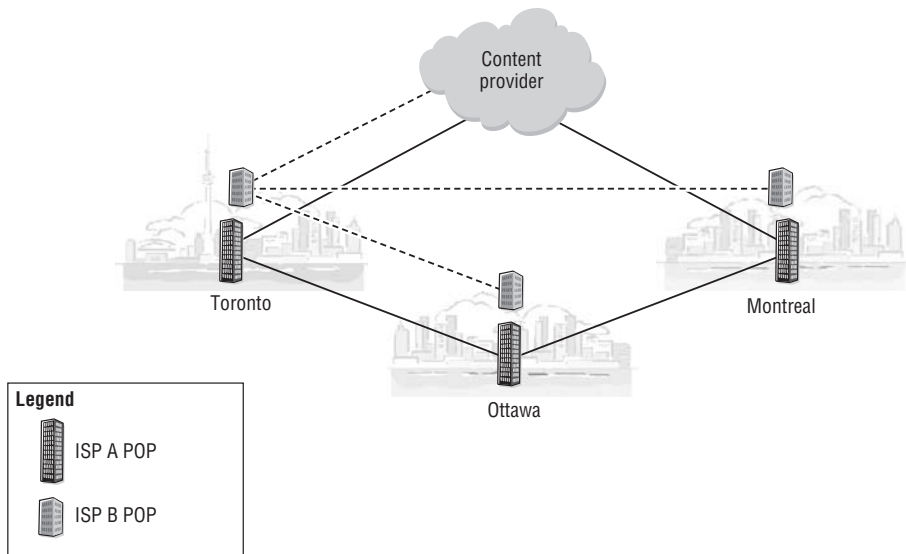 Content
provider
Toronto
Montreal
Ottawa
Legend
ISP A POP
ISP B POP